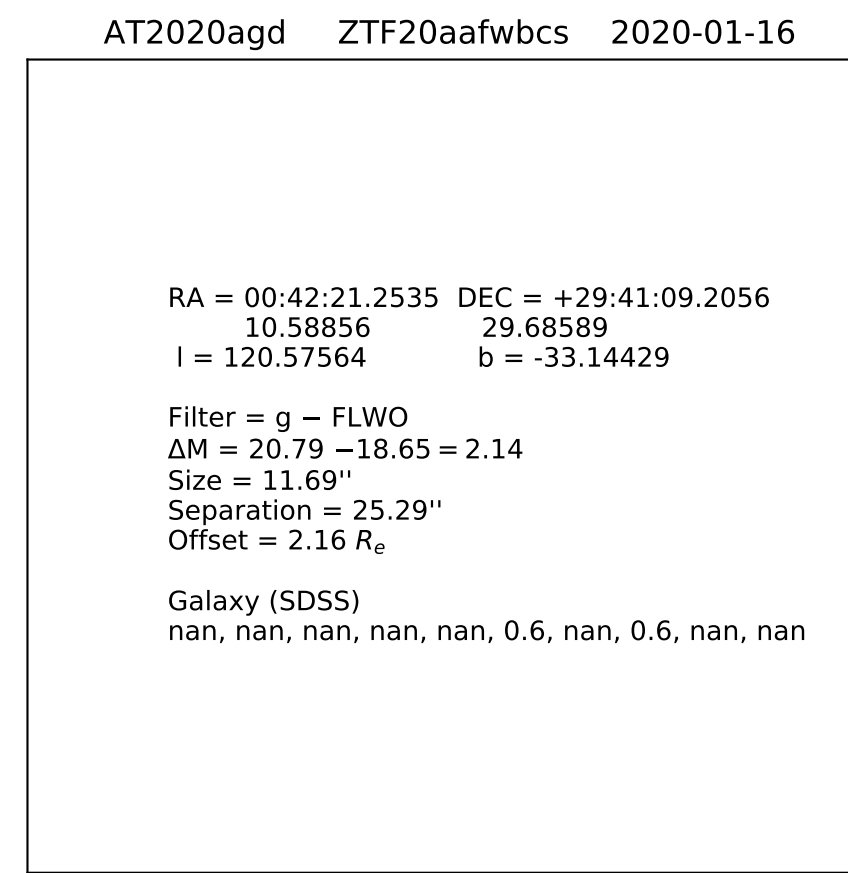 AT2020agd ZTF20aafwbcs 2020-01-16
RA = 00:42:21.2535 DEC = +29:41:09.2056
10.58856 29.68589
l = 120.57564 b = -33.14429
Filter = g − FLWO
ΔM = 20.79 −18.65 = 2.14
Size = 11.69''
Separation = 25.29''
Offset = 2.16 Re
Galaxy (SDSS)
nan, nan, nan, nan, nan, 0.6, nan, 0.6, nan, nan